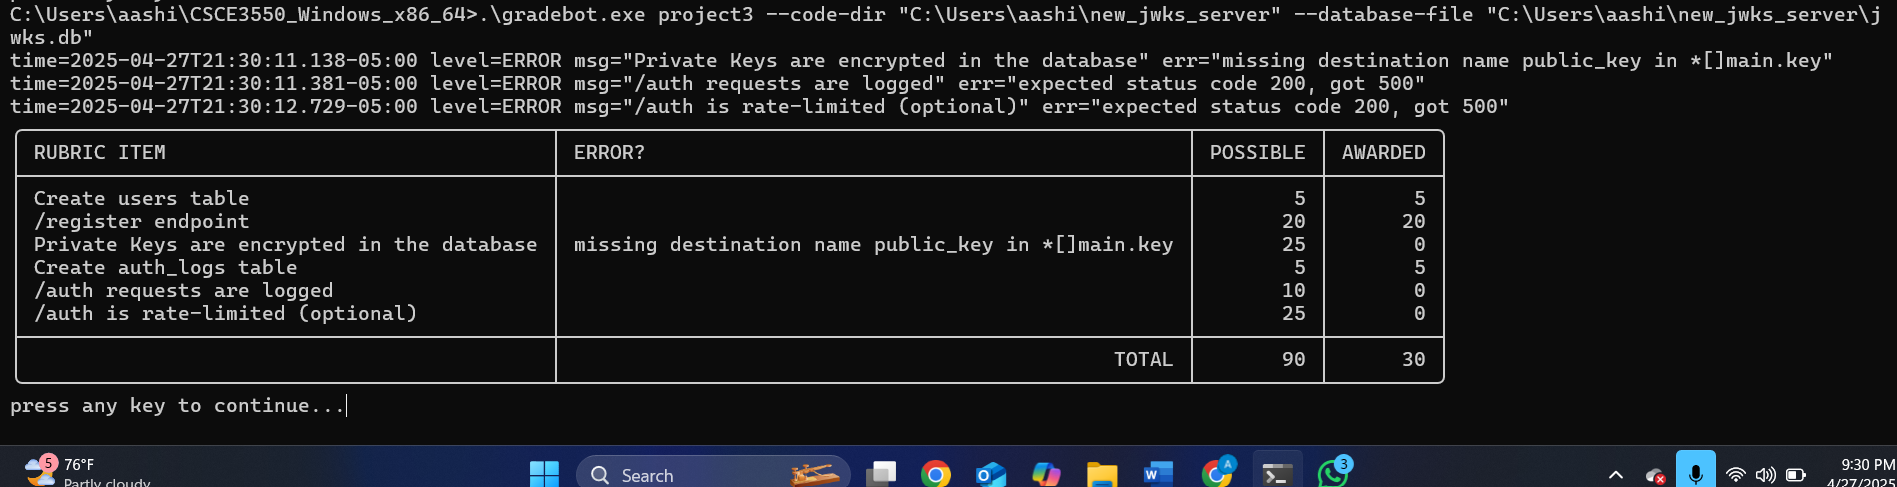 C:\Users\aashi\CSCE3550_Windows_x86_64>.\gradebot.exe project3 --code-dir "C:\Users\aashi\new_jwks_server" --database-file "C:\Users\aashi\new_jwks_server\j
wks.db"
time=2025-04-27T21:30:11.138-05:00 level=ERROR msg="Private Keys are encrypted in the database" err="missing destination name public_key in *[]main.key"
time=2025-04-27T21:30:11.381-05:00 level=ERROR msg="/auth requests are logged" err="expected status code 200, got 500"
time=2025-04-27T21:30:12.729-05:00 level=ERROR msg="/auth is rate-limited (optional)" err="expected status code 200, got 500"
RUBRIC ITEM ERROR? POSSIBLE AWARDED
Create users table 5 5
/register endpoint 20 20
Private Keys are encrypted in the database missing destination name public_key in *[]main.key 25 0
Create auth_logs table 5 5
/auth requests are logged 10 0
/auth is rate-limited (optional) 25 0
TOTAL 90 30
press any key to continue...
5 76°F
Partly cloudy
Search
A
3
9:30 PM
4/27/2025